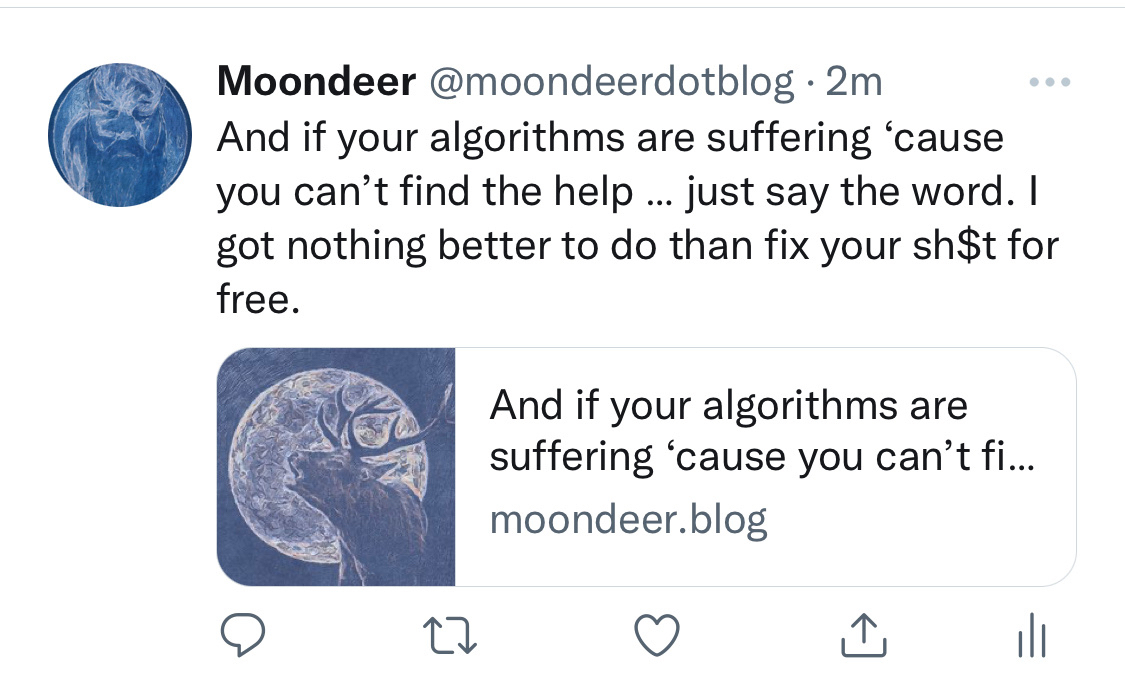 Moondeer @moondeerdotblog · 2m
And if your algorithms are suffering ‘cause
you can’t find the help ... just say the word. I
got nothing better to do than fix your sh$t for
free.
And if your algorithms are
suffering ‘cause you can’t fi...
moondeer.blog